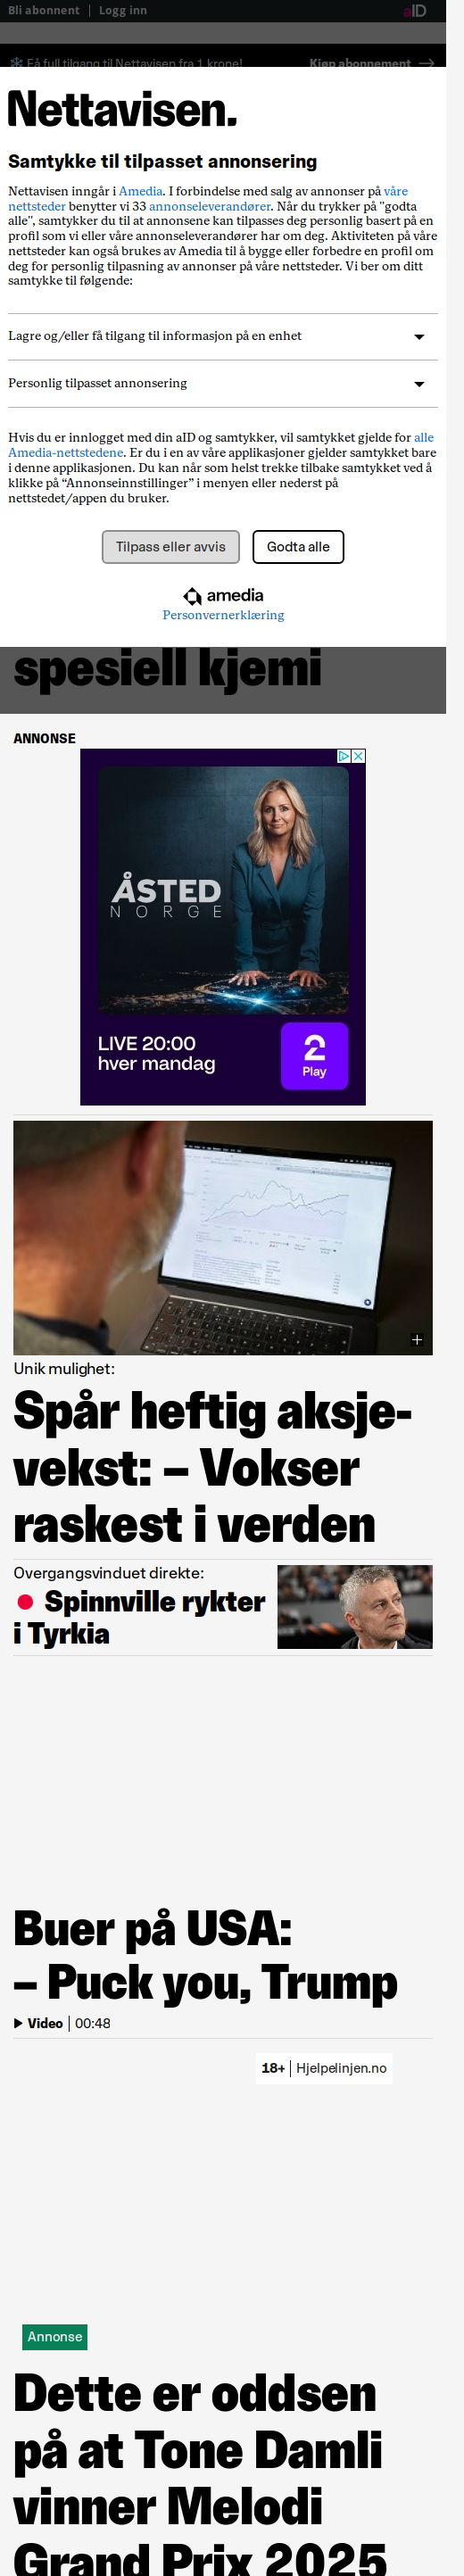 Bli abonnent | Logg inn
aID
Få full tilgang til Nettavisen fra 1 krone!
Kjøp abonnement
Nettavisen.
Samtykke til tilpasset annonsering
Nettavisen inngår i Amedia. I forbindelse med salg av annonser på våre
nettsteder benytter vi 33 annonseleverandører. Når du trykker på "godta
alle", samtykker du til at annonsene kan tilpasses deg personlig basert på en
profil som vi eller våre annonseleverandører har om deg. Aktiviteten på våre
nettsteder kan også brukes av Amedia til å bygge eller forbedre en profil om
deg for personlig tilpasning av annonser på våre nettsteder. Vi ber om ditt
samtykke til følgende:
Lagre og/eller få tilgang til informasjon på en enhet
Personlig tilpasset annonsering
Hvis du er innlogget med din aID og samtykker, vil samtykket gjelde for alle
Amedia-nettstedene. Er du i en av våre applikasjoner gjelder samtykket bare
i denne applikasjonen. Du kan når som helst trekke tilbake samtykket ved å
klikke på “Annonseinnstillinger” i menyen eller nederst på
nettstedet/appen du bruker.
Tilpass eller avvis
Godta alle
amedia
Personvernerklæring
spesiell kjemi
ANNONSE
ÅSTED
NORGE
LIVE 20:00
hver mandag
2
Play
Unik mulighet:
Spår heftig aksje-
vekst: – Vokser
raskest i verden
Overgangsvinduet direkte:
Spinnville rykter
i Tyrkia
Buer på USA:
– Puck you, Trump
Video | 00:48
18+ | Hjelpelinjen.no
Annonse
Dette er oddsen
på at Tone Damli
vinner Melodi
Grand Prix 2025